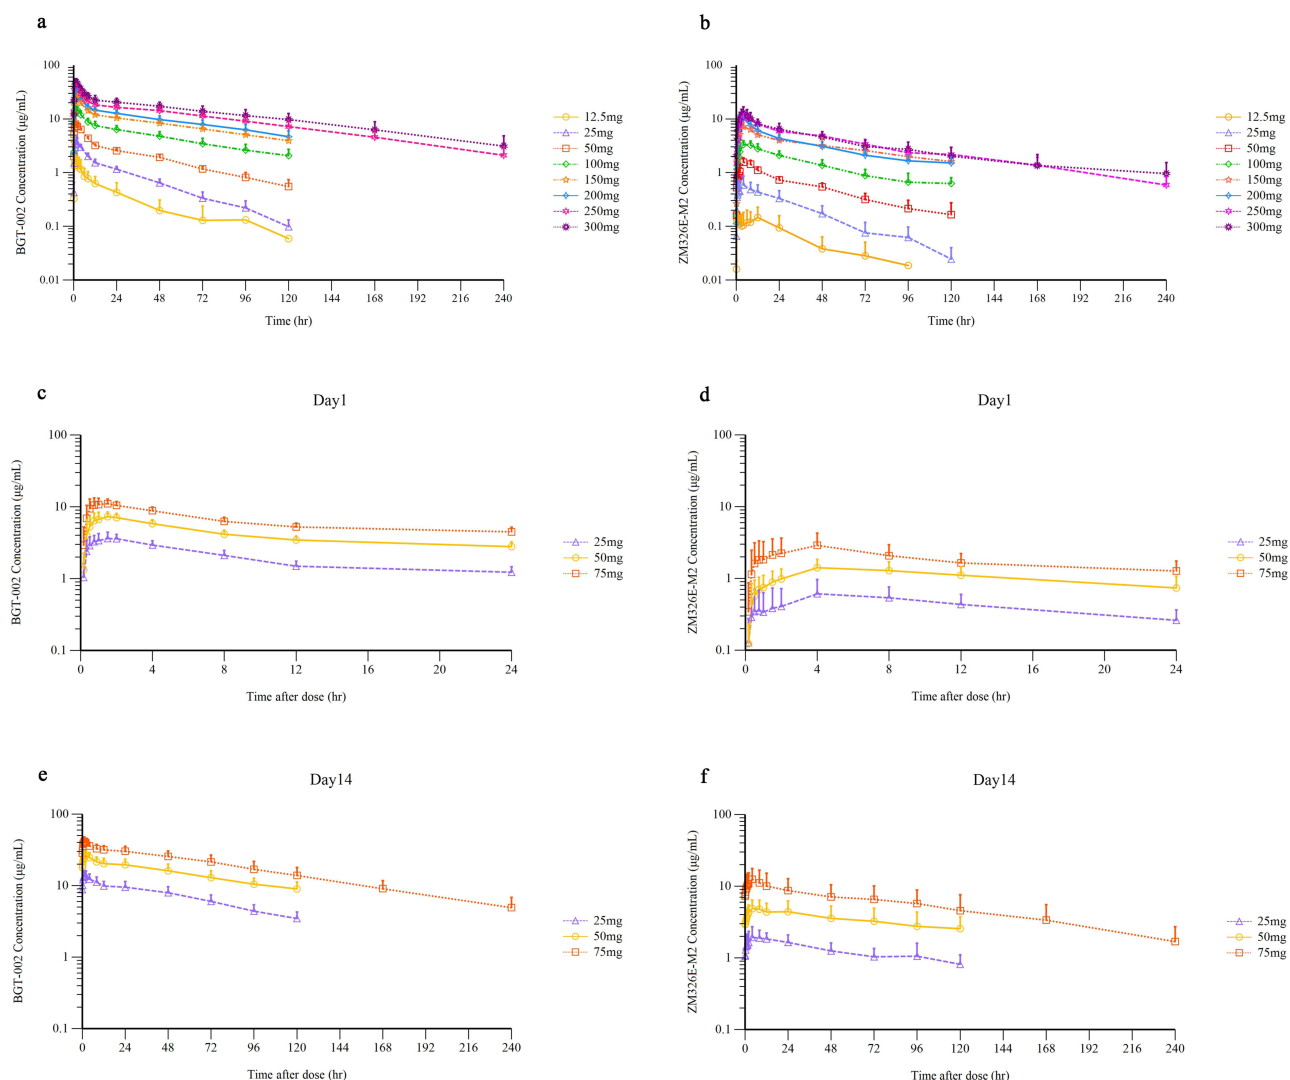 a
BGT-002 Concentration (μg/mL)
100
10
1
0.1
0.01
0 24 48 72 96 120 144 168 192 216 240
Time (hr)
12.5mg
25mg
50mg
100mg
150mg
200mg
250mg
300mg
b
ZM326E-M2 Concentration (μg/mL)
100
10
1
0.1
0.01
0 24 48 72 96 120 144 168 192 216 240
Time (hr)
12.5mg
25mg
50mg
100mg
150mg
200mg
250mg
300mg
c
Day1
BGT-002 Concentration (μg/mL)
100
10
1
0.1
0 4 8 12 16 20 24
Time after dose (hr)
25mg
50mg
75mg
d
Day1
ZM326E-M2 Concentration (μg/mL)
100
10
1
0.1
0 4 8 12 16 20 24
Time after dose (hr)
25mg
50mg
75mg
e
Day14
BGT-002 Concentration (μg/mL)
100
10
1
0.1
0 24 48 72 96 120 144 168 192 216 240
Time after dose (hr)
25mg
50mg
75mg
f
Day14
ZM326E-M2 Concentration (μg/mL)
100
10
1
0.1
0 24 48 72 96 120 144 168 192 216 240
Time after dose (hr)
25mg
50mg
75mg